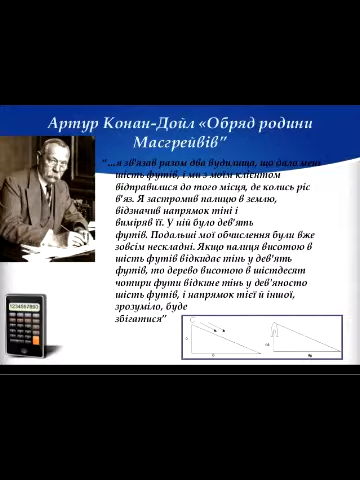 Артур Конан-Дойл «Обряд родини
Масгрейвів"
"...я зв'язав разом два вудилища, що дало мені
шість футів, і ми з моїм клієнтом
відправилися до того місця, де колись ріс
в'яз. Я застромив палицю в землю,
відзначив напрямок тіні і
виміряв її. У ній було дев'ять
футів. Подальші мої обчислення були вже
зовсім нескладні. Якщо палиця висотою в
шість футів відкидає тінь у дев'ять
футів, то дерево висотою в шістдесят
чотири фути відкине тінь у дев'яносто
шість футів, і напрямок тієї й іншої,
зрозуміло, буде
збігатися"
1234567890